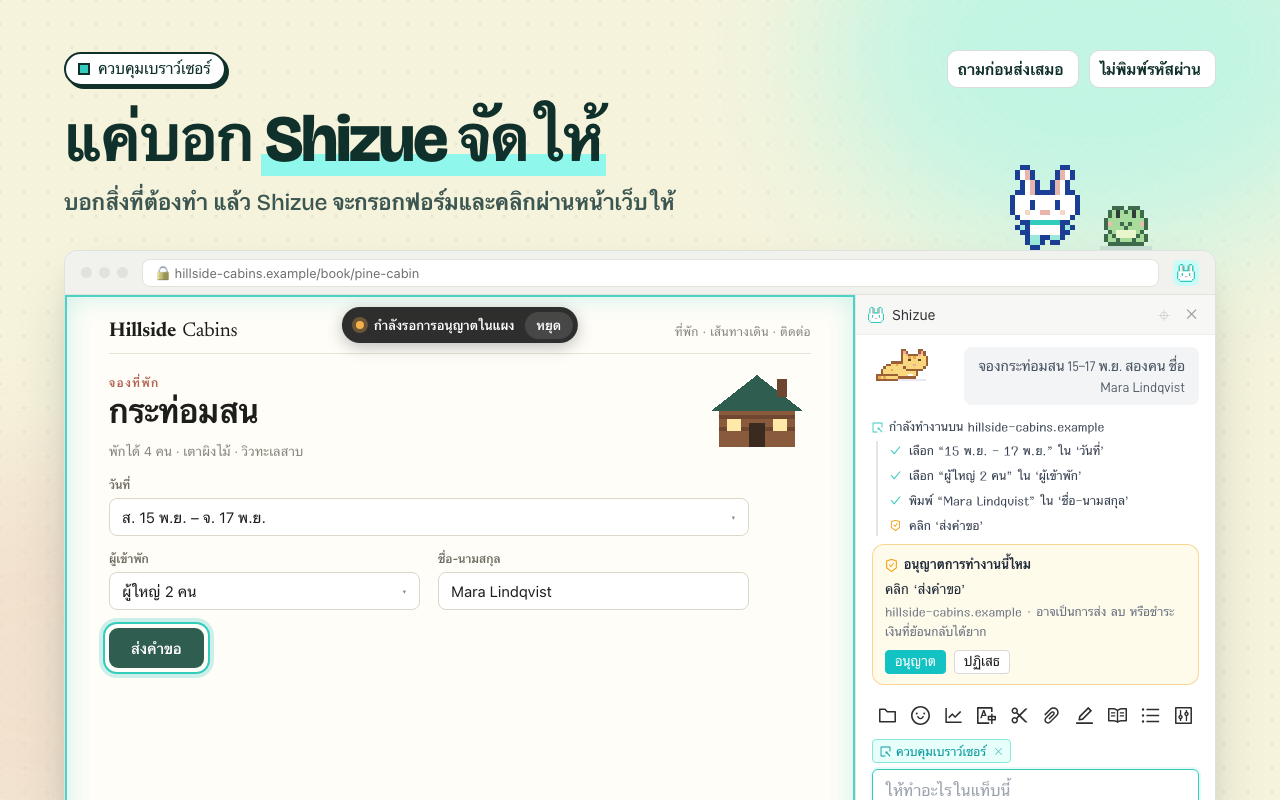 ควบคุมเบราว์เซอร์
ถามก่อนส่งเสมอ
ไม่พิมพ์รหัสผ่าน
แค่บอก Shizue จัดให้
บอกสิ่งที่ต้องทำ แล้ว Shizue จะกรอกฟอร์มและคลิกผ่านหน้าเว็บให้
hillside-cabins.example/book/pine-cabin
Hillside Cabins
กำลังรอการอนุญาตในแผง
หยุด
ที่พัก · เส้นทางเดิน · ติดต่อ
จองที่พัก
กระท่อมสน
พักได้ 4 คน · เตาผิงไม้ · วิวทะเลสาบ
วันที่
ส. 15 พ.ย. – จ. 17 พ.ย.
ผู้เข้าพัก
ชื่อ-นามสกุล
ผู้ใหญ่ 2 คน
Mara Lindqvist
ส่งคำขอ
Shizue
จองกระท่อมสน 15–17 พ.ย. สองคน ชื่อ
Mara Lindqvist
กำลังทำงานบน hillside-cabins.example
เลือก “15 พ.ย. – 17 พ.ย.” ใน ‘วันที่’
เลือก “ผู้ใหญ่ 2 คน” ใน ‘ผู้เข้าพัก’
พิมพ์ “Mara Lindqvist” ใน ‘ชื่อ-นามสกุล’
คลิก ‘ส่งคำขอ’
อนุญาตการทำงานนี้ไหม
คลิก ‘ส่งคำขอ’
hillside-cabins.example · อาจเป็นการส่ง ลบ หรือชำระ
เงินที่ย้อนกลับได้ยาก
อนุญาต
ปฏิเสธ
ควบคุมเบราว์เซอร์
ให้ทำอะไรในแท็บนี้